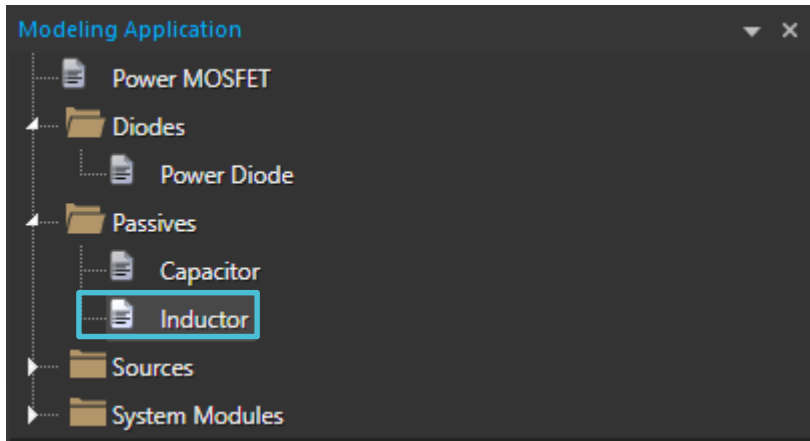 Modeling Application
Power MOSFET
Diodes
Power Diode
Passives
Capacitor
Inductor
Sources
System Modules